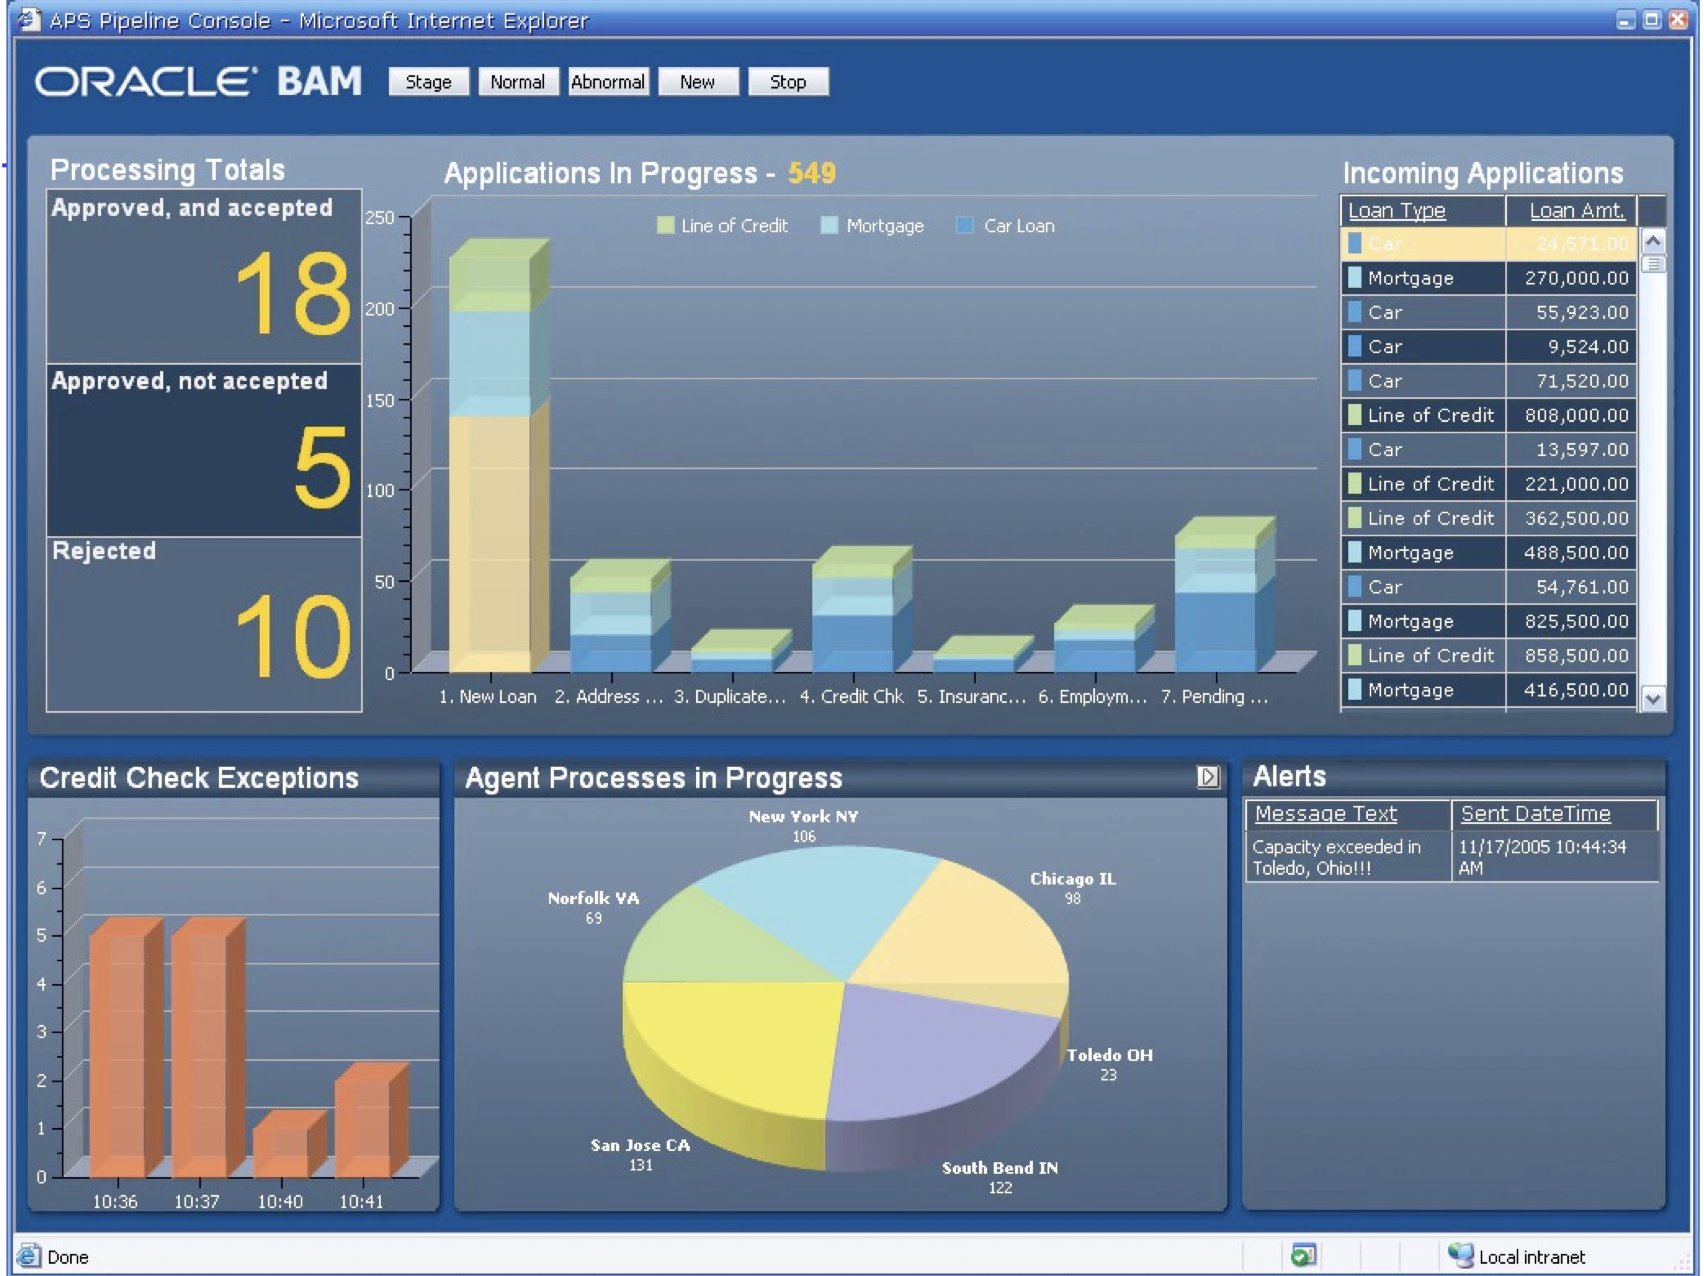 APS Pipeline Console - Microsoft Internet Explorer
ORACLE BAM
Stage Normal Abnormal New Stop
Processing Totals
Approved, and accepted
18
Approved, not accepted
5
Rejected
10
Applications In Progress - 549
Line of Credit Mortgage Car Loan
250
200
150
100
50
0
1. New Loan 2. Address ... 3. Duplicate... 4. Credit Chk 5. Insuranc... 6. Employm... 7. Pending ...
Incoming Applications
Loan Type Loan Amt.
Car 24,571.00
Mortgage 270,000.00
Car 55,923.00
Car 9,524.00
Car 71,520.00
Line of Credit 808,000.00
Car 13,597.00
Line of Credit 221,000.00
Line of Credit 362,500.00
Mortgage 488,500.00
Car 54,761.00
Mortgage 825,500.00
Line of Credit 858,500.00
Mortgage 416,500.00
Credit Check Exceptions
7
6
5
4
3
2
1
0
10:36 10:37 10:40 10:41
Agent Processes in Progress
New York NY
106
Chicago IL
98
Norfolk VA
69
Toledo OH
23
San Jose CA
131
South Bend IN
122
Alerts
Message Text Sent DateTime
Capacity exceeded in 11/17/2005 10:44:34
Toledo, Ohio!!! AM
Done Local intranet